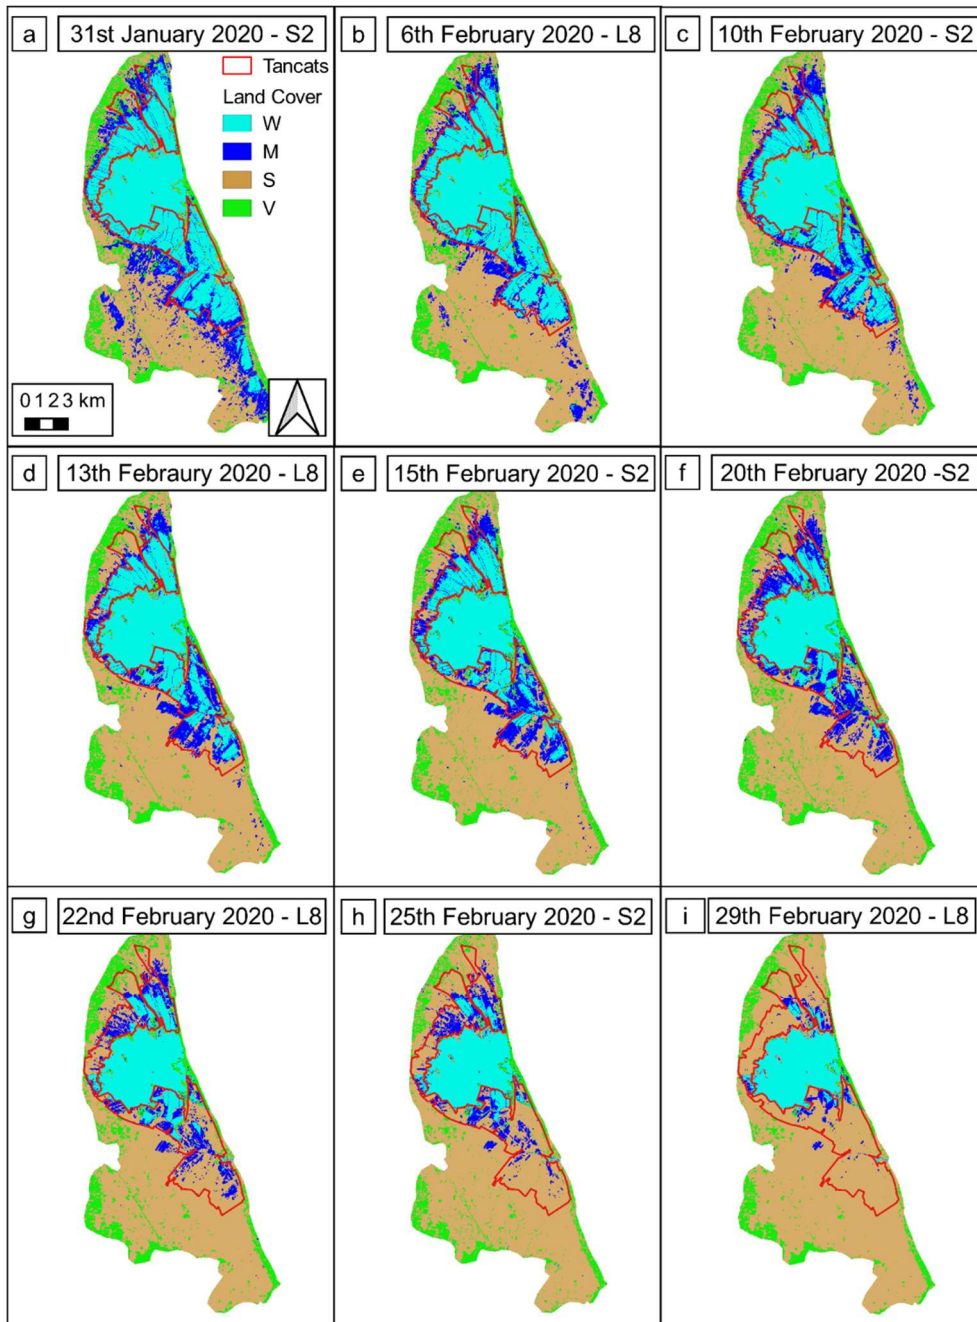 a
31st January 2020 - S2
Tancats
Land Cover
W
M
S
V
0 1 2 3 km
b
6th February 2020 - L8
c
10th February 2020 - S2
d
13th Febraury 2020 - L8
e
15th February 2020 - S2
f
20th February 2020 -S2
g
22nd February 2020 - L8
h
25th February 2020 - S2
i
29th February 2020 - L8